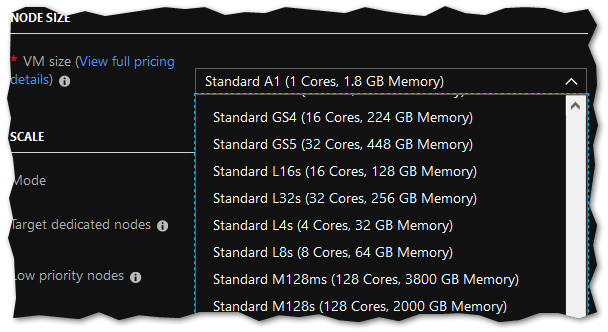 NODE SIZE
* VM size (View full pricing
details)
Standard A1 (1 Cores, 1.8 GB Memory)
Standard GS4 (16 Cores, 224 GB Memory)
Standard GS5 (32 Cores, 448 GB Memory)
SCALE
Standard L16s (16 Cores, 128 GB Memory)
Mode
Standard L32s (32 Cores, 256 GB Memory)
Target dedicated nodes
Standard L4s (4 Cores, 32 GB Memory)
Standard L8s (8 Cores, 64 GB Memory)
Low priority nodes
Standard M128ms (128 Cores, 3800 GB Memory)
Standard M128s (128 Cores, 2000 GB Memory)